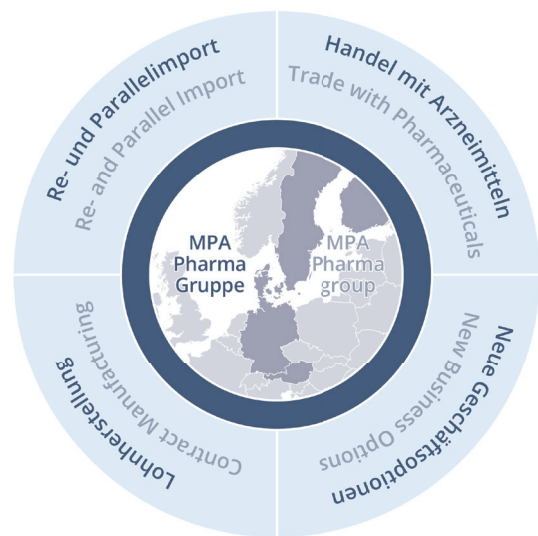 Re- und Parallelimport
Re- and Parallel Import
Handel mit Arzneimitteln
Trade with Pharmaceuticals
MPA
Pharma
Gruppe
MPA
Pharma
group
Lohnherstellung
Contract Manufacturing
Neue Geschäftsoptionen
New Business Options